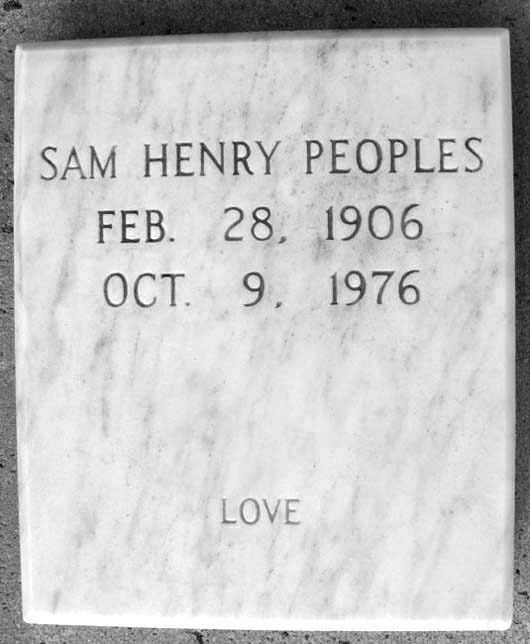 SAM HENRY PEOPLES
FEB. 28, 1906
OCT. 9, 1976
LOVE